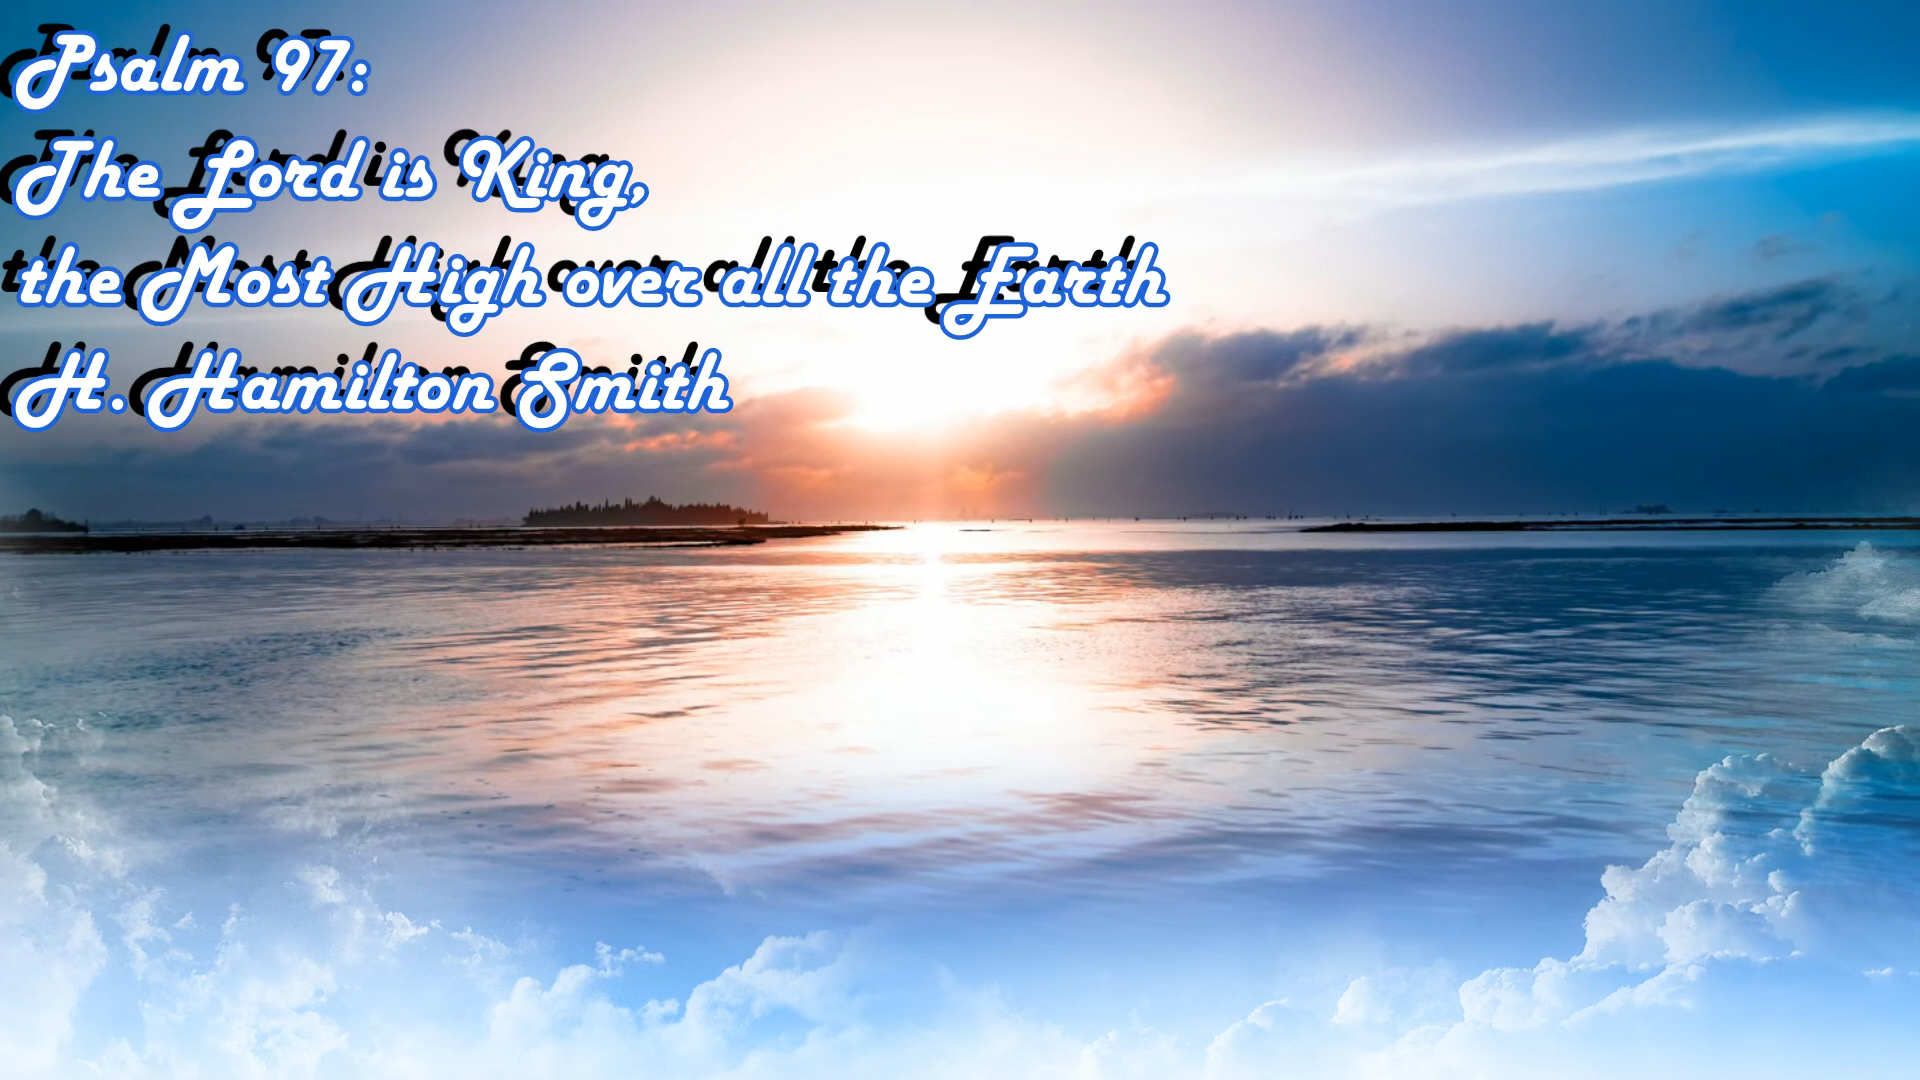 Psalm 97:
The Lord is King,
the Most High over all the Earth
H. Hamilton Smith